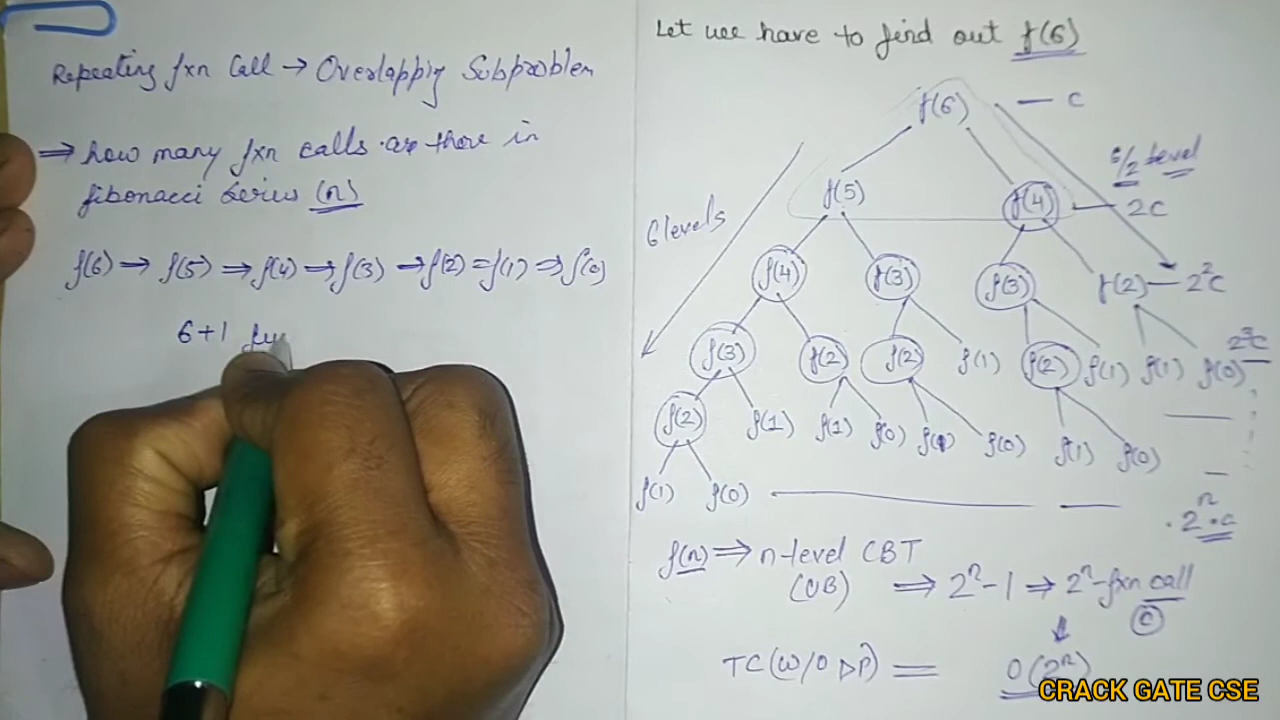 Repeating fxn Call → Overlapping Subproblem
⇒ how many fxn calls are there in
fibonacci series (n)
f(6) ⇒ f(5) ⇒ f(4) ⇒ f(3) ⇒ f(2) ⇒ f(1) ⇒ f(0)
6+1 fu
Let we have to find out f(6)
f(6) — C
6/2 level
f(5) f(4) — 2C
6 levels
f(4) f(3) f(3) f(2) — 2²C
f(3) f(2) f(2) f(1) f(2) f(1) f(1) f(0) 2³C
f(2) f(1) f(1) f(0) f(1) f(0) f(1) f(0)
f(1) f(0)
2ⁿ·C
f(n) ⇒ n-level CBT
(UB) ⇒ 2ⁿ-1 ⇒ 2ⁿ-fxn call
C
TC(W/O DP) = O(2ⁿ)
CRACK GATE CSE